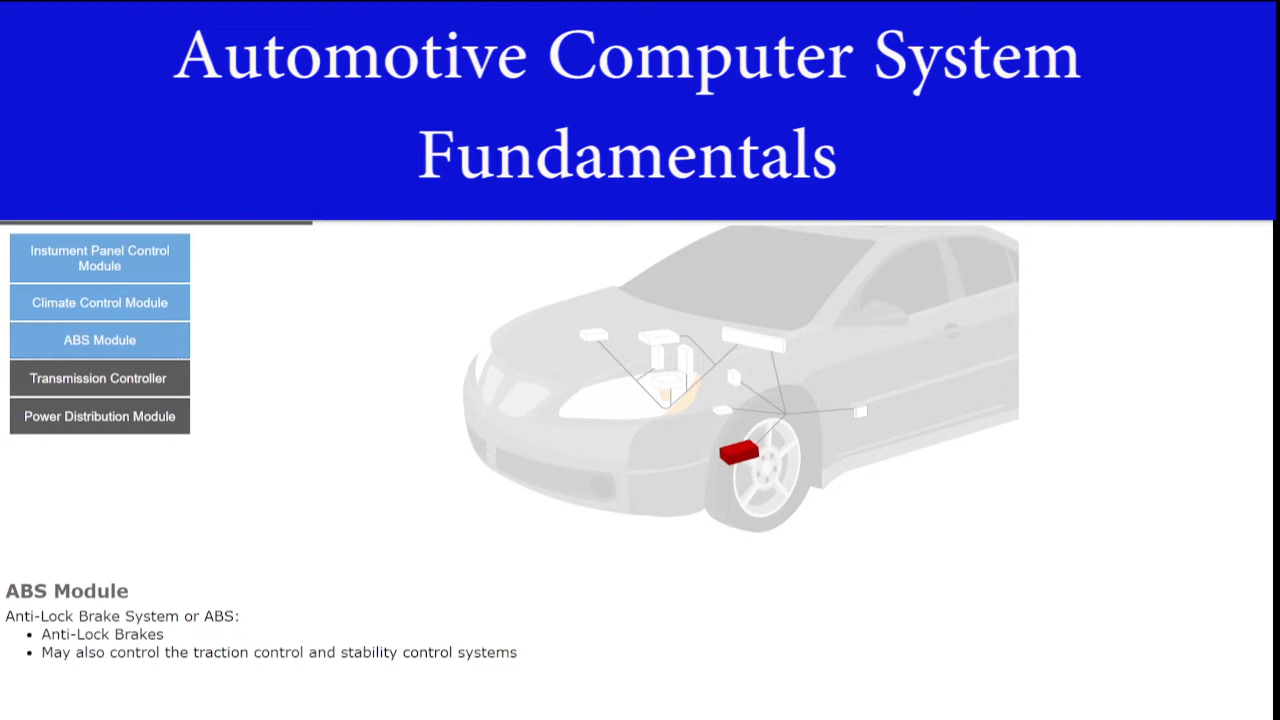 Automotive Computer System
Fundamentals
Instument Panel Control
Module
Climate Control Module
ABS Module
Transmission Controller
Power Distribution Module
ABS Module
Anti-Lock Brake System or ABS:
• Anti-Lock Brakes
• May also control the traction control and stability control systems